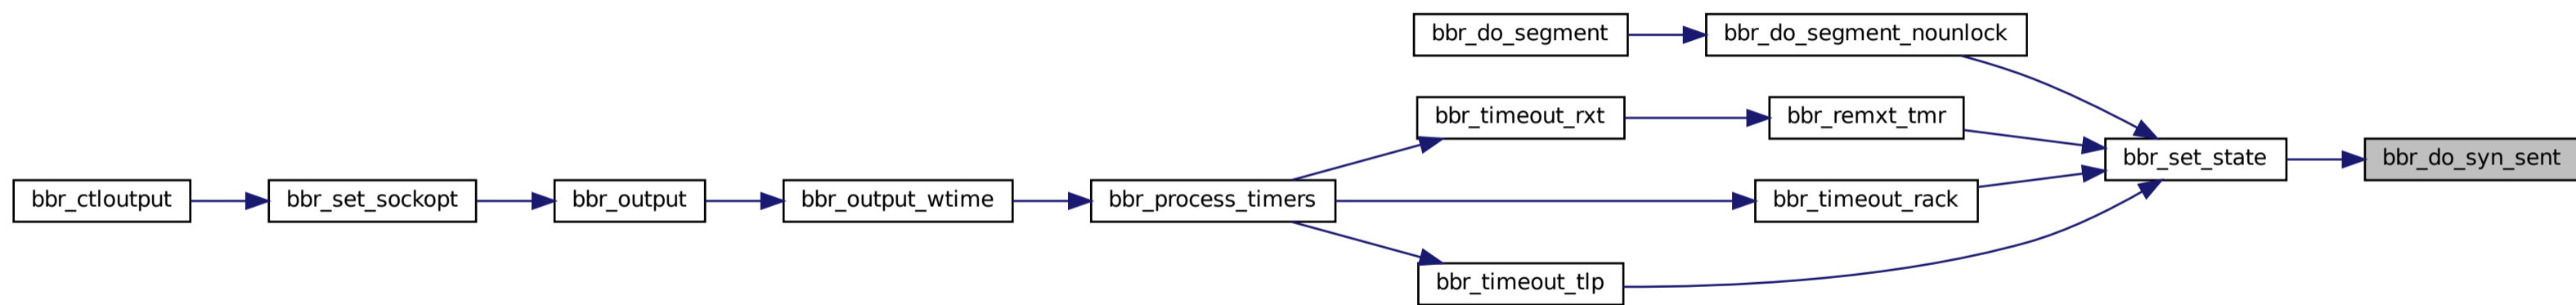 bbr_do_segment
bbr_do_segment_nounlock
bbr_timeout_rxt
bbr_remxt_tmr
bbr_set_state
bbr_do_syn_sent
bbr_ctloutput
bbr_set_sockopt
bbr_output
bbr_output_wtime
bbr_process_timers
bbr_timeout_rack
bbr_timeout_tlp